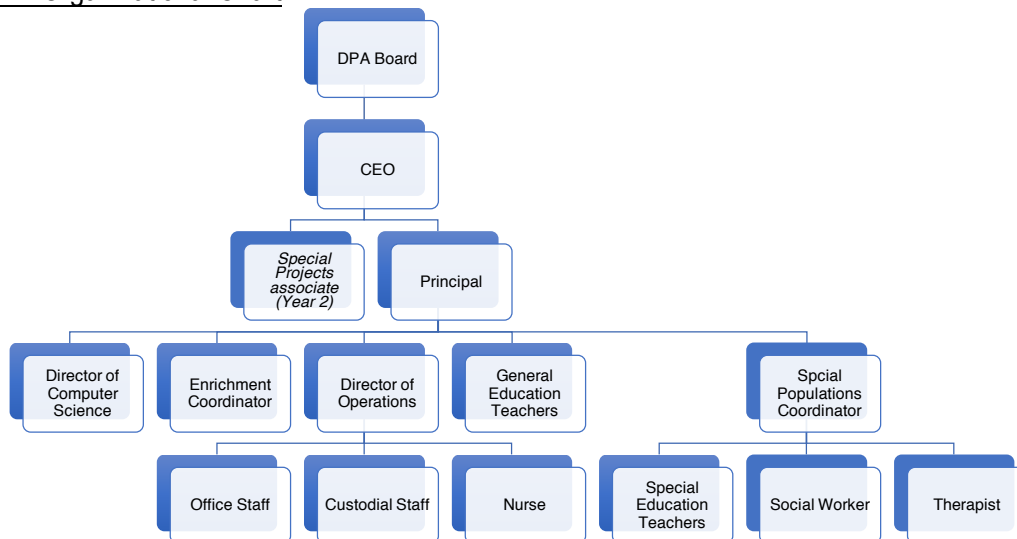 DPA Board
CEO
Special
Projects
associate
(Year 2)
Principal
Director of
Computer
Science
Enrichment
Coordinator
Director of
Operations
General
Education
Teachers
Spcial
Populations
Coordinator
Office Staff
Custodial Staff
Nurse
Special
Education
Teachers
Social Worker
Therapist